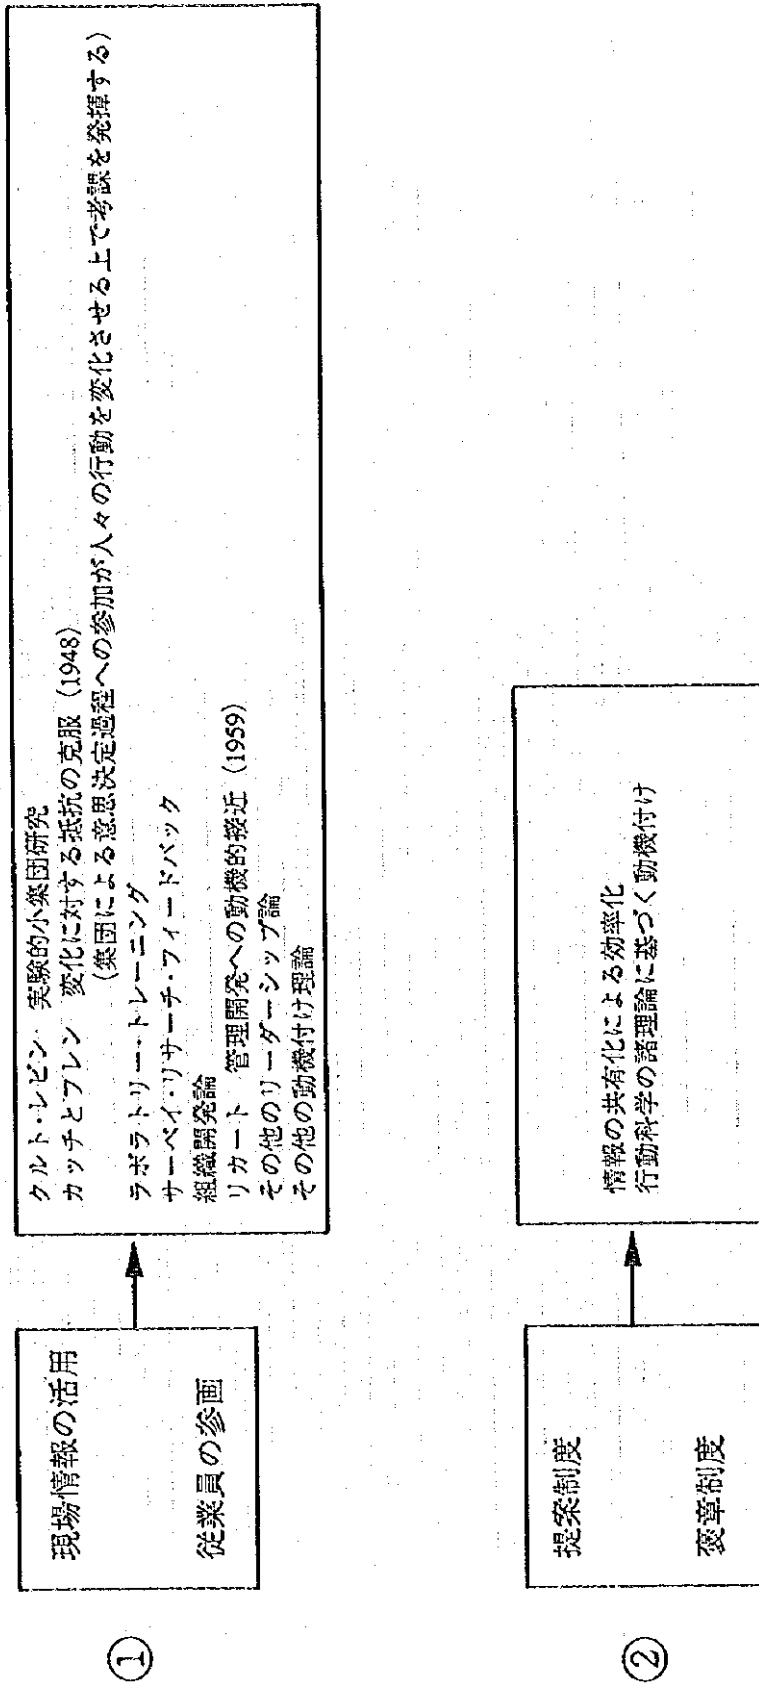 ①
現場情報の活用
従業員の参画
クルト・レビン 実験的小集団研究
カッチとフレン 変化に対する抵抗の克服 (1948)
(集団による意思決定過程への参加が人々の行動を変化させる上で考課を発揮する)
ラボラトリー・トレーニング
サーベイ・リサーチ・フィードバック
組織開発論
リカート 管理開発への動機的接近 (1959)
その他のリーダーシップ論
その他の動機付け理論
②
提案制度
褒章制度
情報の共有化による効率化
行動科学の諸理論に基づく動機付け